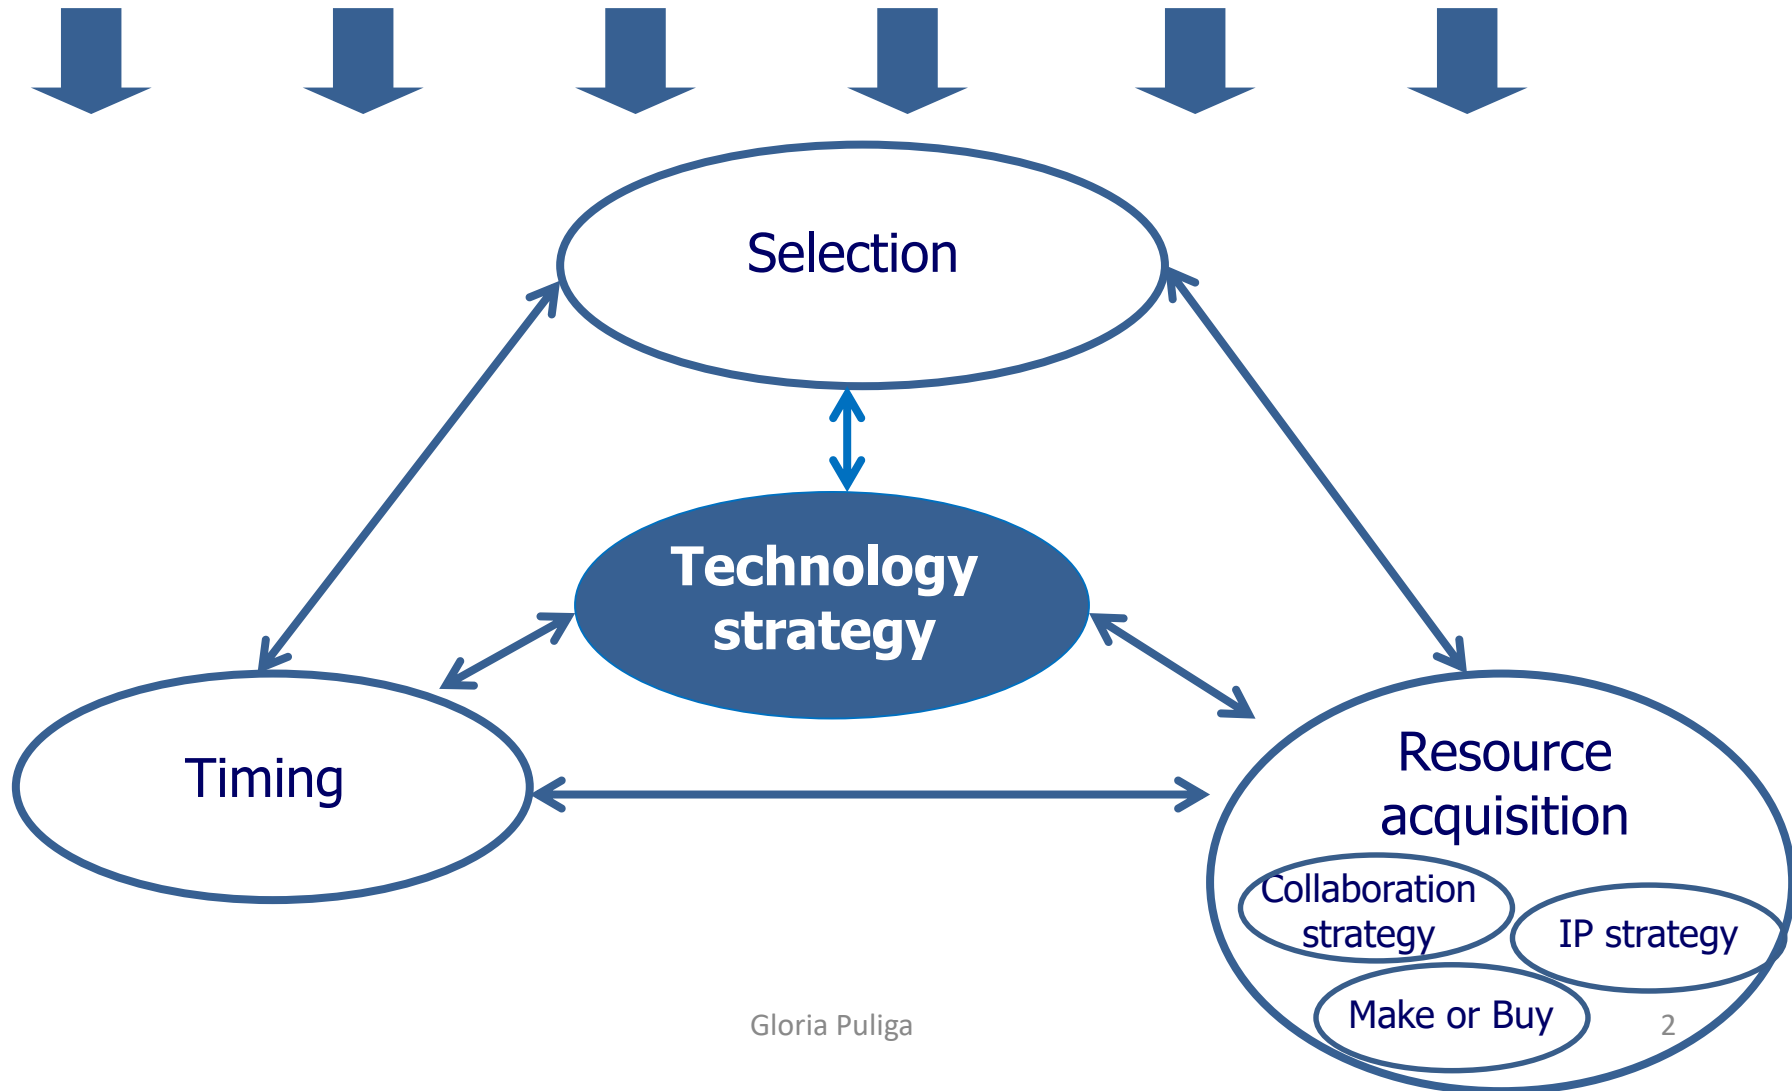 Selection
Technology
strategy
Timing
Resource
acquisition
Collaboration
strategy
IP strategy
Make or Buy
Gloria Puliga
2